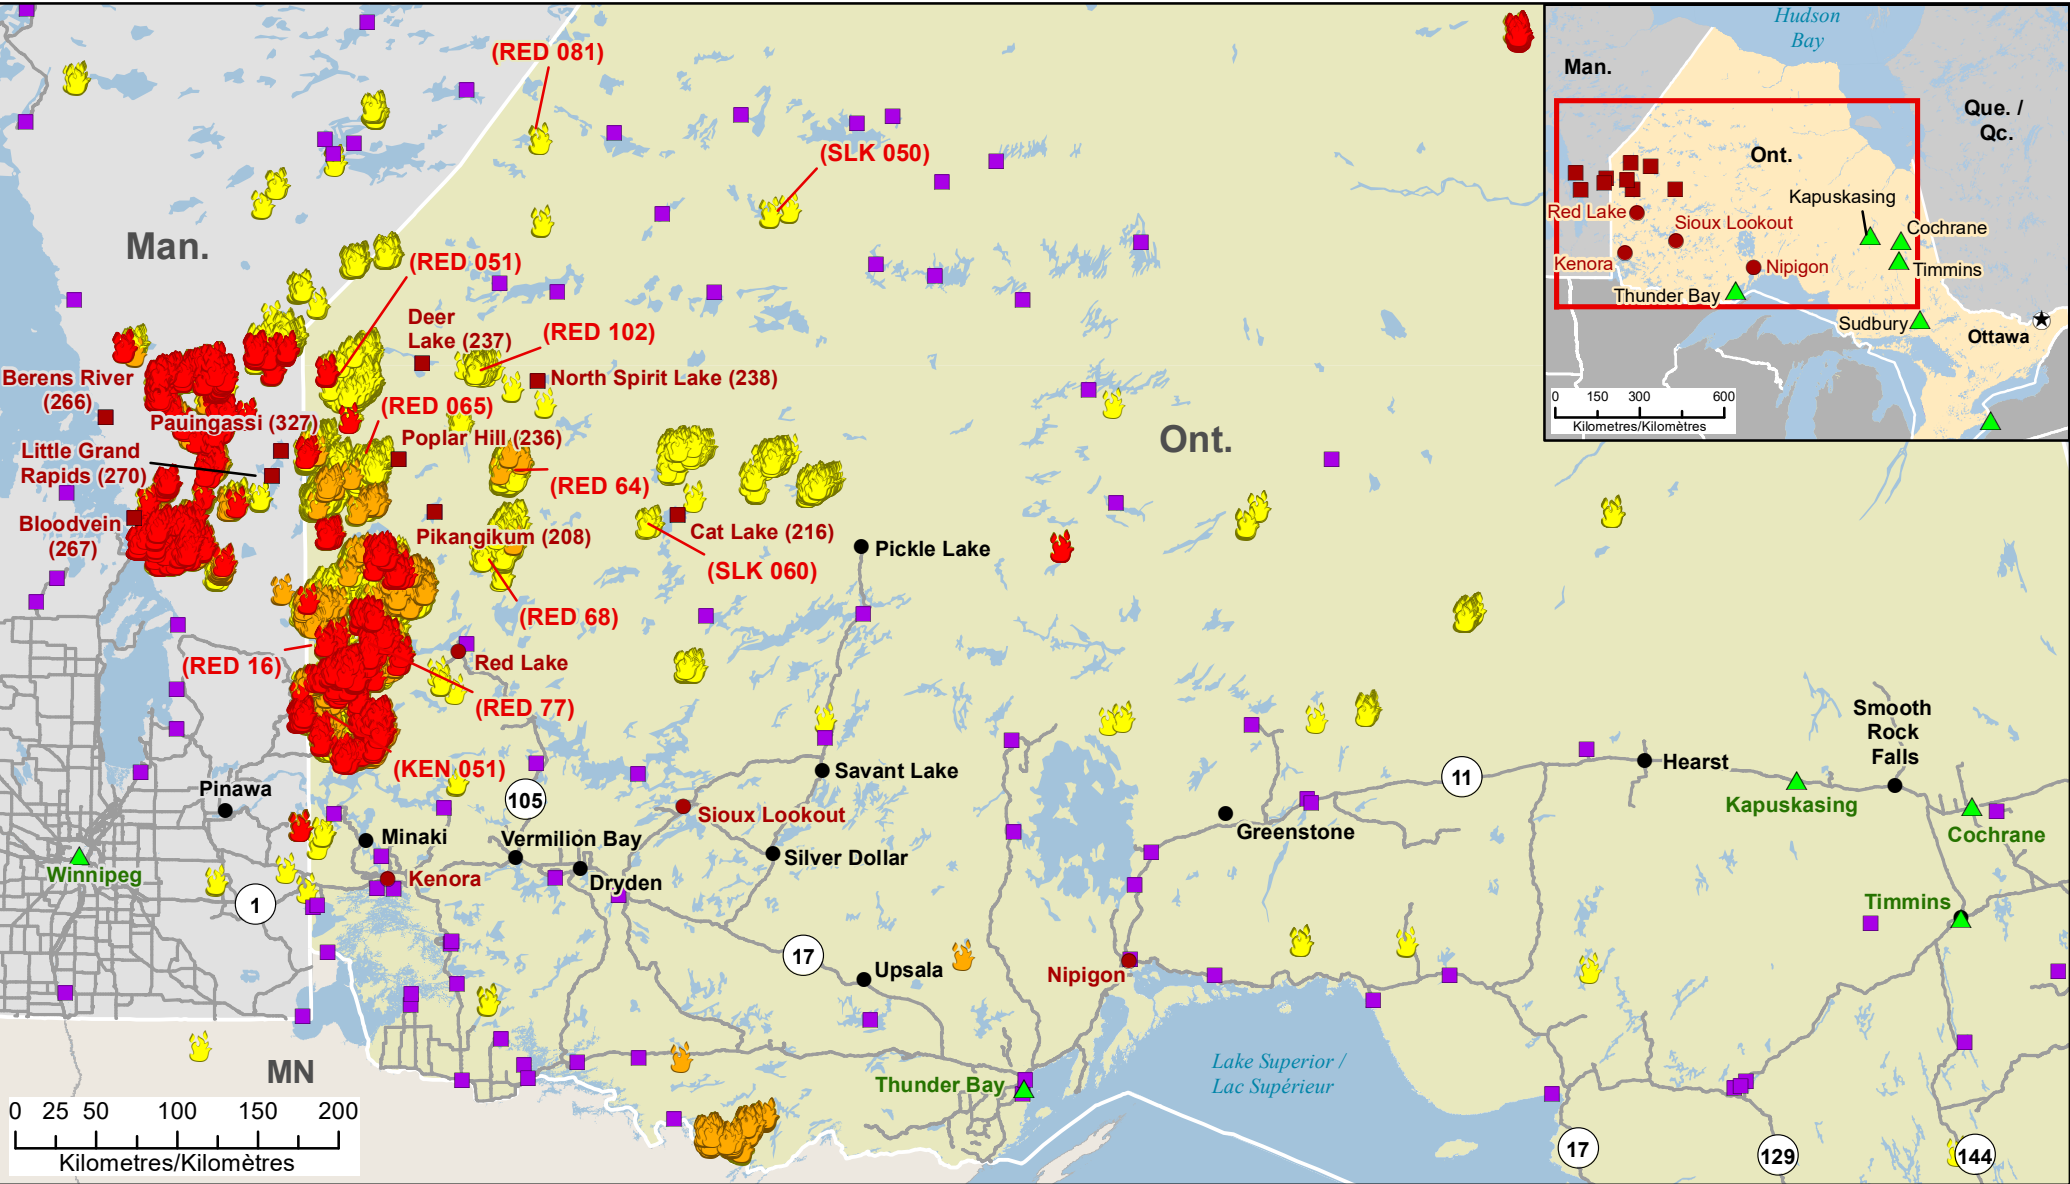 (RED 081)
(SLK 050)
Man.
(RED 051)
Deer
Lake (237)
(RED 102)
North Spirit Lake (238)
Berens River
(266)
(RED 065)
Pauingassi (327)
Poplar Hill (236)
Little Grand
Rapids (270)
(RED 64)
Bloodvein
(267)
Pikangikum (208)
Cat Lake (216)
(SLK 060)
Pickle Lake
Ont.
(RED 68)
(RED 16)
Red Lake
(RED 77)
(KEN 051)
Savant Lake
Pinawa
105
Sioux Lookout
Minaki
Vermilion Bay
Silver Dollar
Winnipeg
Kenora
Dryden
1
17
Upsala
Nipigon
Greenstone
11
Hearst
Smooth
Rock
Falls
Kapuskasing
Cochrane
Timmins
MN
Thunder Bay
Lake Superior /
Lac Supérieur
17
129
144
0 25 50 100 150 200
Kilometres/Kilomètres
Hudson
Bay
Man.
Que. /
Qc.
Ont.
Kapuskasing
Red Lake
Sioux Lookout
Cochrane
Kenora
Nipigon
Timmins
Thunder Bay
Sudbury
Ottawa
0 150 300 600
Kilometres/Kilomètres